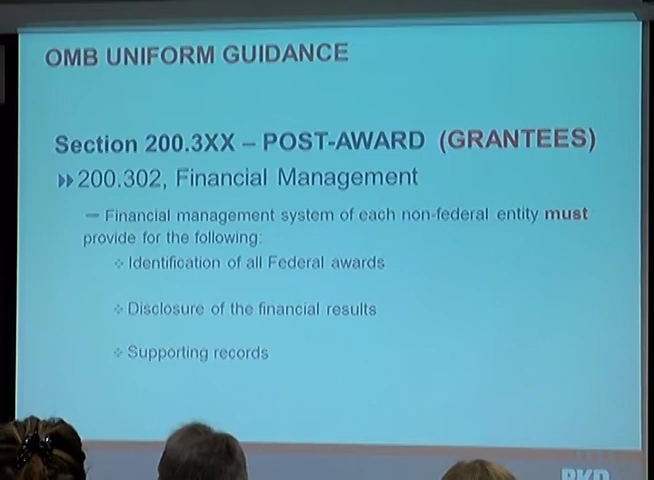 OMB UNIFORM GUIDANCE
Section 200.3XX – POST-AWARD (GRANTEES)
200.302, Financial Management
– Financial management system of each non-federal entity must
provide for the following:
Identification of all Federal awards
Disclosure of the financial results
Supporting records
BKD